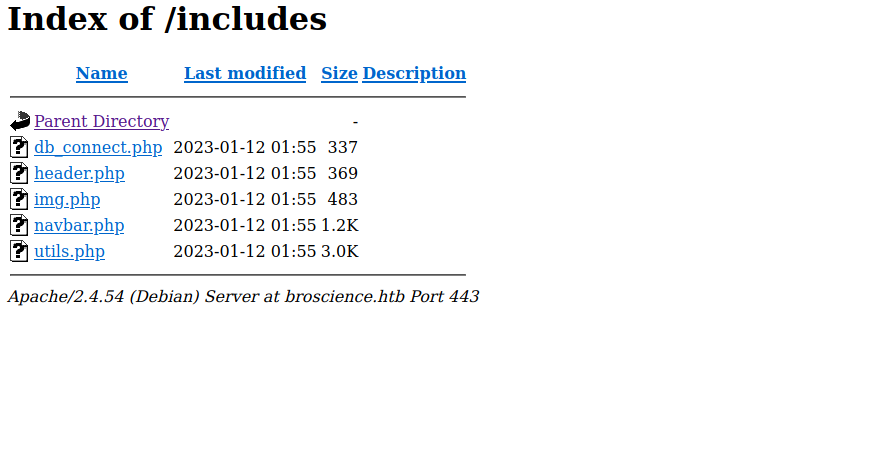 Index of /includes
Name Last modified Size Description
Parent Directory -
db_connect.php 2023-01-12 01:55 337
header.php 2023-01-12 01:55 369
img.php 2023-01-12 01:55 483
navbar.php 2023-01-12 01:55 1.2K
utils.php 2023-01-12 01:55 3.0K
Apache/2.4.54 (Debian) Server at broscience.htb Port 443